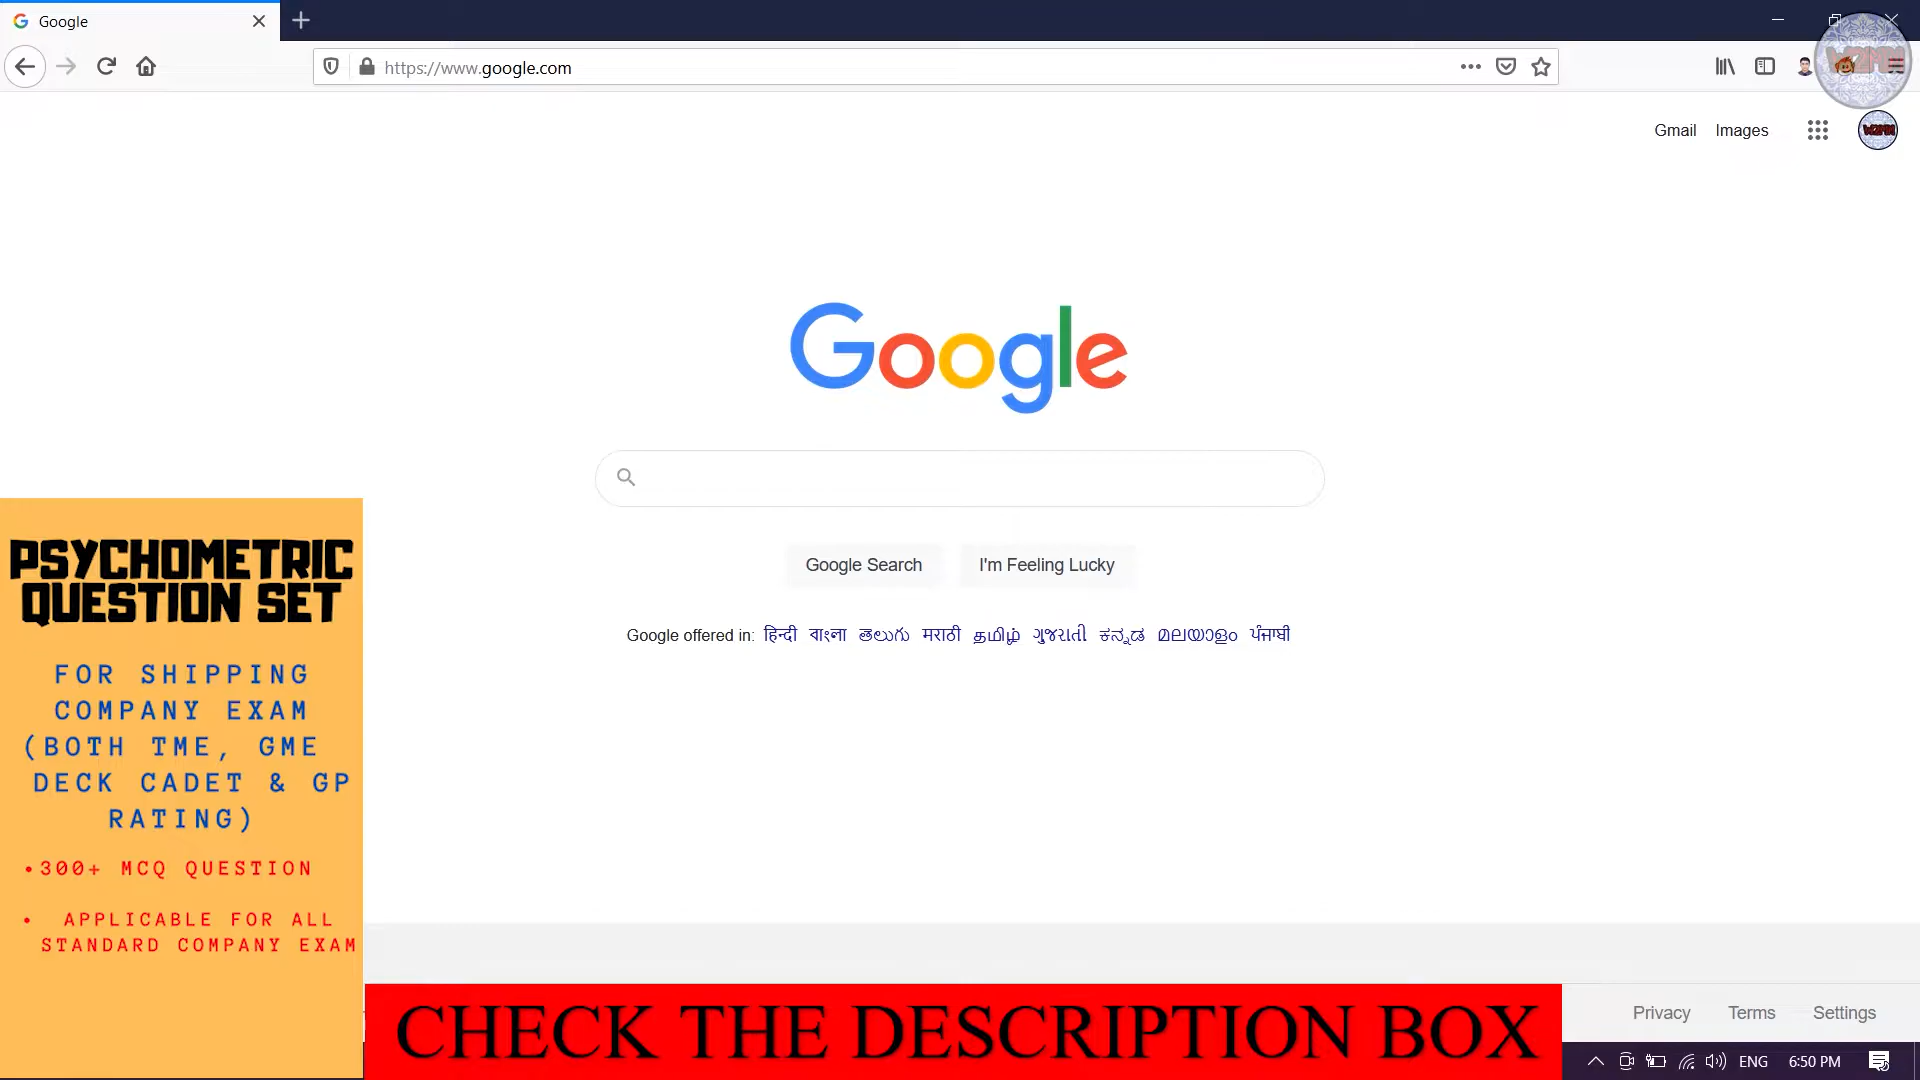 Google
https://www.google.com
Gmail Images
Google
Google Search I'm Feeling Lucky
Google offered in: हिन्दी বাংলা తెలుగు मराठी தமிழ் ગુજરાતી ಕನ್ನಡ മലയാളം ਪੰਜਾਬੀ
PSYCHOMETRIC
QUESTION SET
FOR SHIPPING
COMPANY EXAM
(BOTH TME, GME
DECK CADET & GP
RATING)
•300+ MCQ QUESTION
• APPLICABLE FOR ALL
STANDARD COMPANY EXAM
CHECK THE DESCRIPTION BOX
Privacy Terms Settings
ENG 6:50 PM